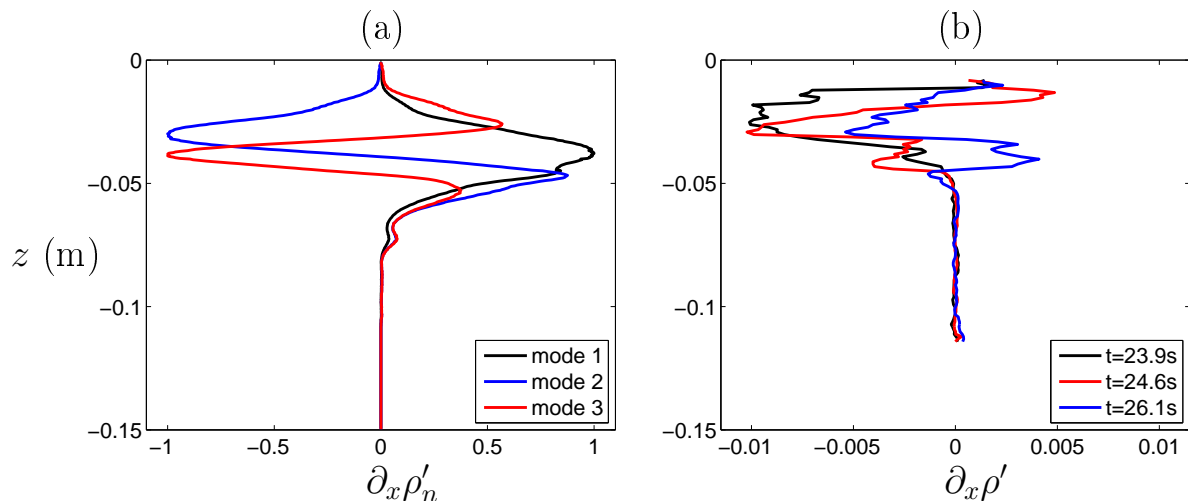 (a)
(b)
0
−0.05
−0.1
−0.15
−1
−0.5
0
0.5
1
z (m)
∂ₓρ′ₙ
mode 1
mode 2
mode 3
0
−0.05
−0.1
−0.15
−0.01
−0.005
0
0.005
0.01
∂ₓρ′
t=23.9s
t=24.6s
t=26.1s